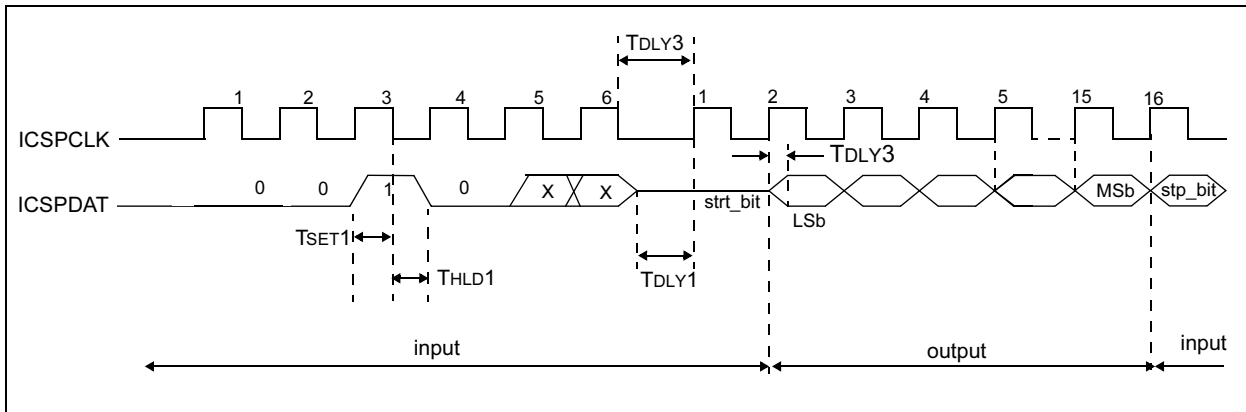 TDLY3
1 2 3 4 5 6 1 2 3 4 5 15 16
ICSPCLK
TDLY3
0 0 1 0 X X strt_bit MSb stp_bit
ICSPDAT
LSb
TSET1
THLD1
TDLY1
input output input